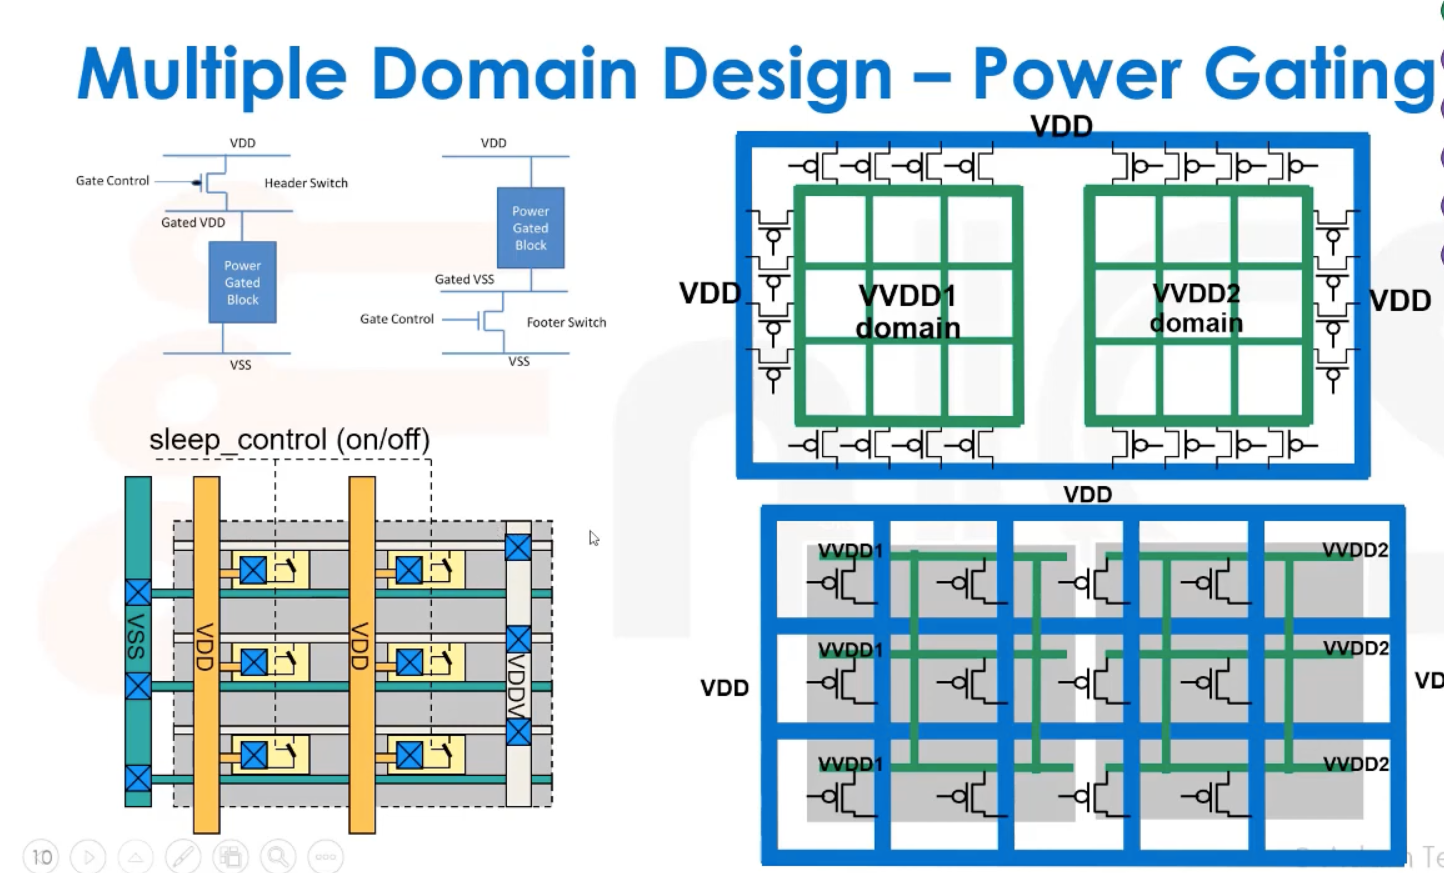 Multiple Domain Design – Power Gating
VDD
Gate Control
Header Switch
Gated VDD
Power
Gated
Block
VSS
VDD
Power
Gated
Block
Gated VSS
Gate Control
Footer Switch
VSS
VDD
VDD
VVDD1
domain
VVDD2
domain
VDD
VDD
sleep_control (on/off)
VSS
VDD
VDD
VDDV
VVDD1
VVDD2
VVDD1
VVDD2
VDD
VD
VVDD1
VVDD2
10